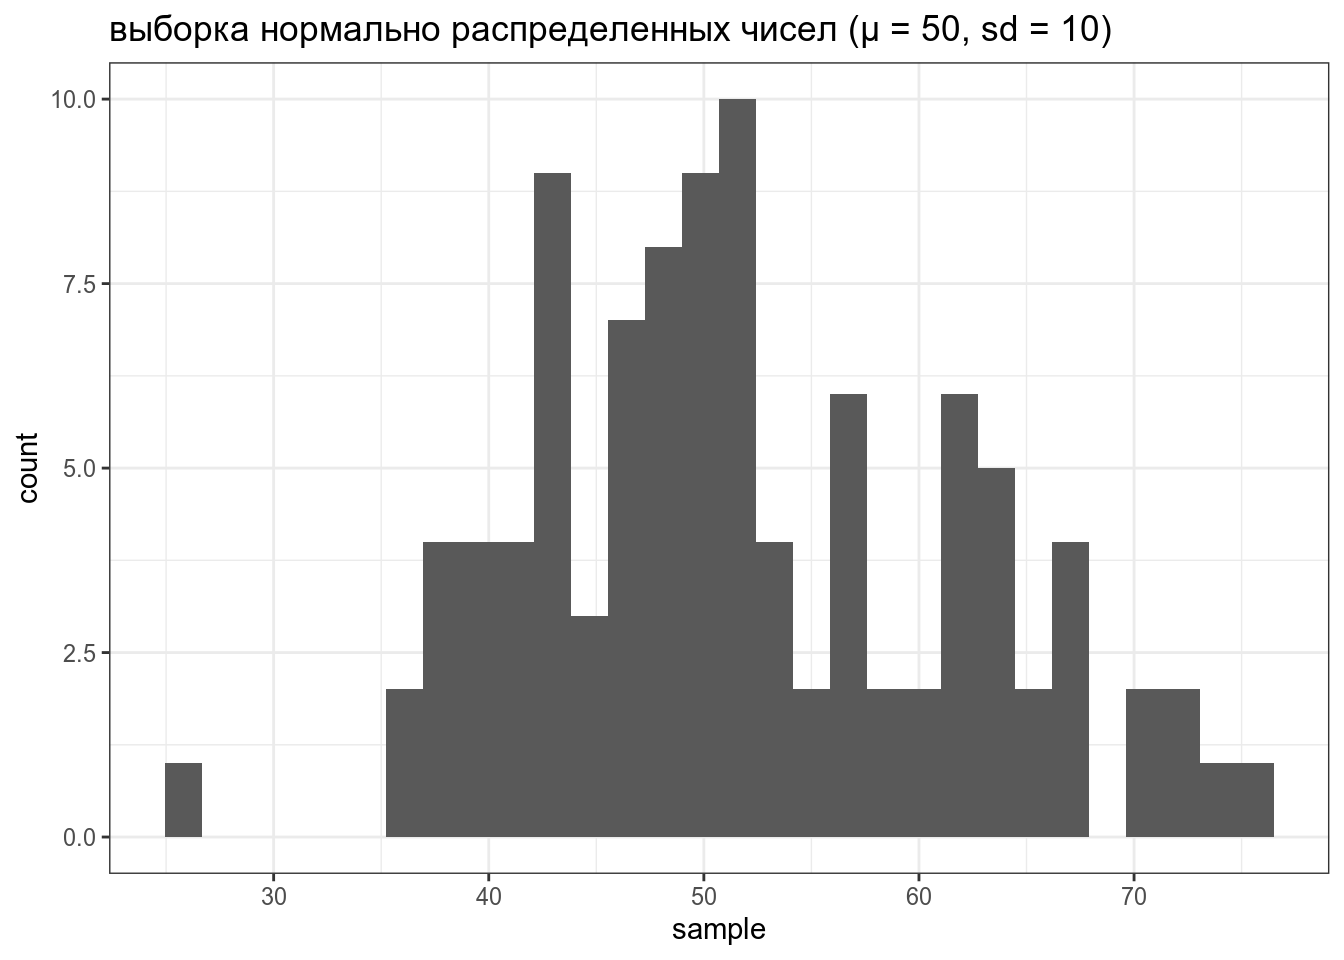 выборка нормально распределенных чисел (μ = 50, sd = 10)
10.0
7.5
5.0
2.5
0.0
count
30 40 50 60 70
sample